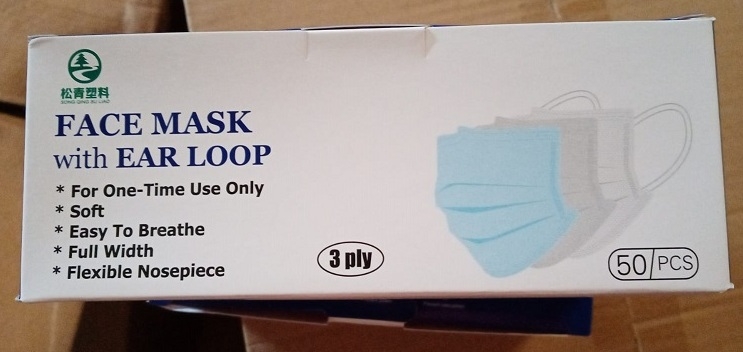 松青塑料
SONG QING SU LIAO
FACE MASK
with EAR LOOP
* For One-Time Use Only
* Soft
* Easy To Breathe
* Full Width
* Flexible Nosepiece
3 ply
50/PCS